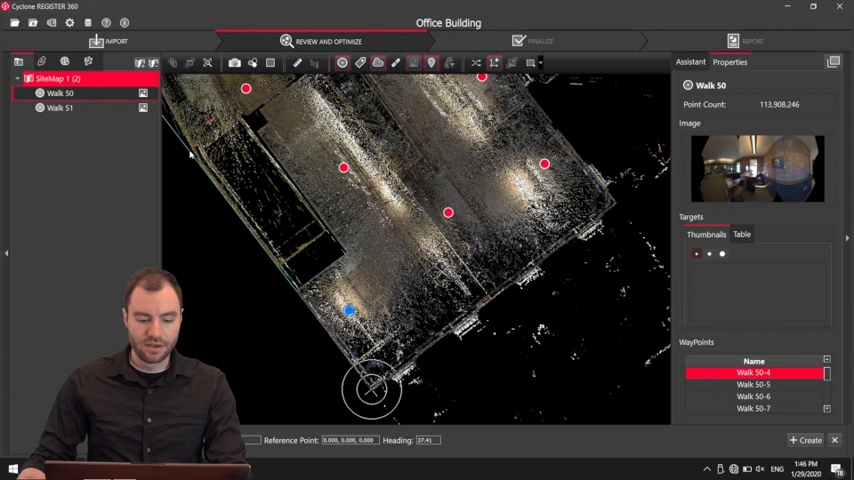 Cyclone REGISTER 360
Office Building
IMPORT
REVIEW AND OPTIMIZE
FINALIZE
REPORT
SiteMap 1 (2)
Walk 50
Walk 51
Assistant
Properties
Walk 50
Point Count:
113,908,246
Image
Targets
Thumbnails
Table
WayPoints
Name
Walk 50-4
Walk 50-5
Walk 50-6
Walk 50-7
Reference Point:
0.000, 0.000, 0.000
Heading:
37.41
Create
ENG
1:46 PM
1/29/2020
18